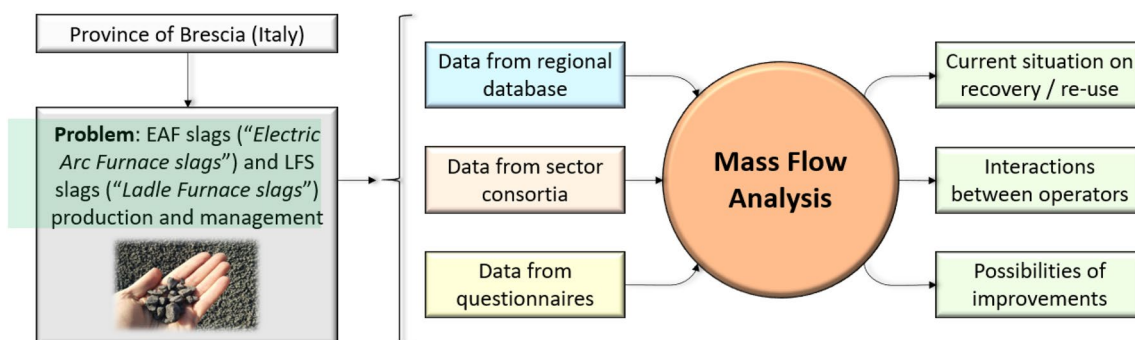 Province of Brescia (Italy)
Problem: EAF slags (“Electric
Arc Furnace slags”) and LFS
slags (“Ladle Furnace slags”)
production and management
Data from regional
database
Data from sector
consortia
Data from
questionnaires
Mass Flow
Analysis
Current situation on
recovery / re-use
Interactions
between operators
Possibilities of
improvements